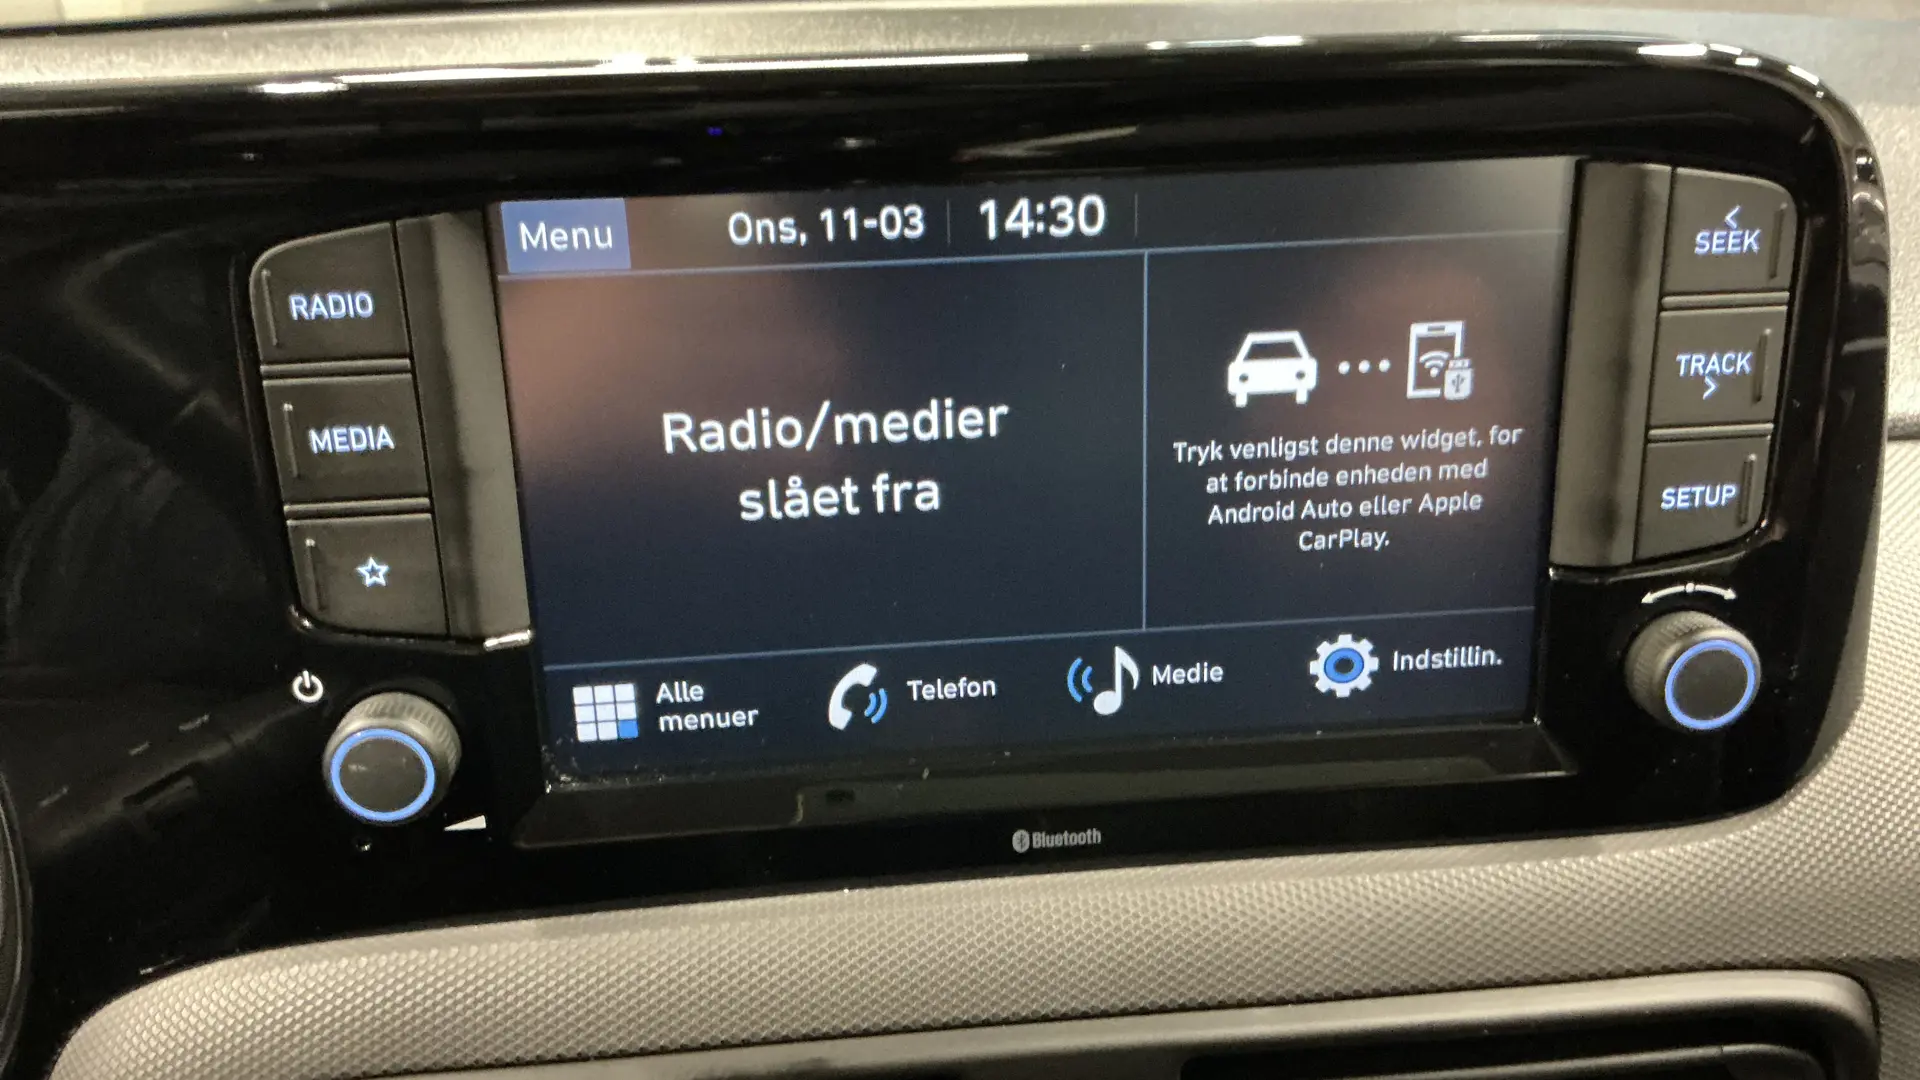 Menu
Ons, 11-03
14:30
RADIO
MEDIA
Radio/medier
slået fra
Tryk venligst denne widget, for
at forbinde enheden med
Android Auto eller Apple
CarPlay.
Alle
menuer
Telefon
Medie
Indstillin.
< SEEK
TRACK >
SETUP
Bluetooth